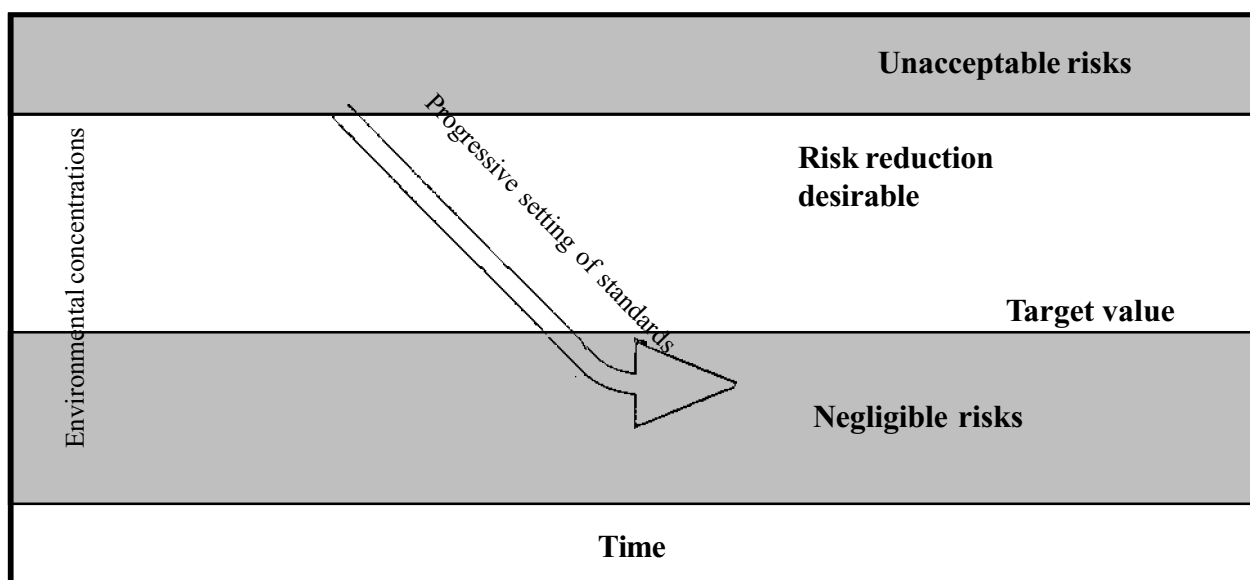 Unacceptable risks
Progressive setting of standards
Environmental concentrations
Risk reduction
desirable
Target value
Negligible risks
Time